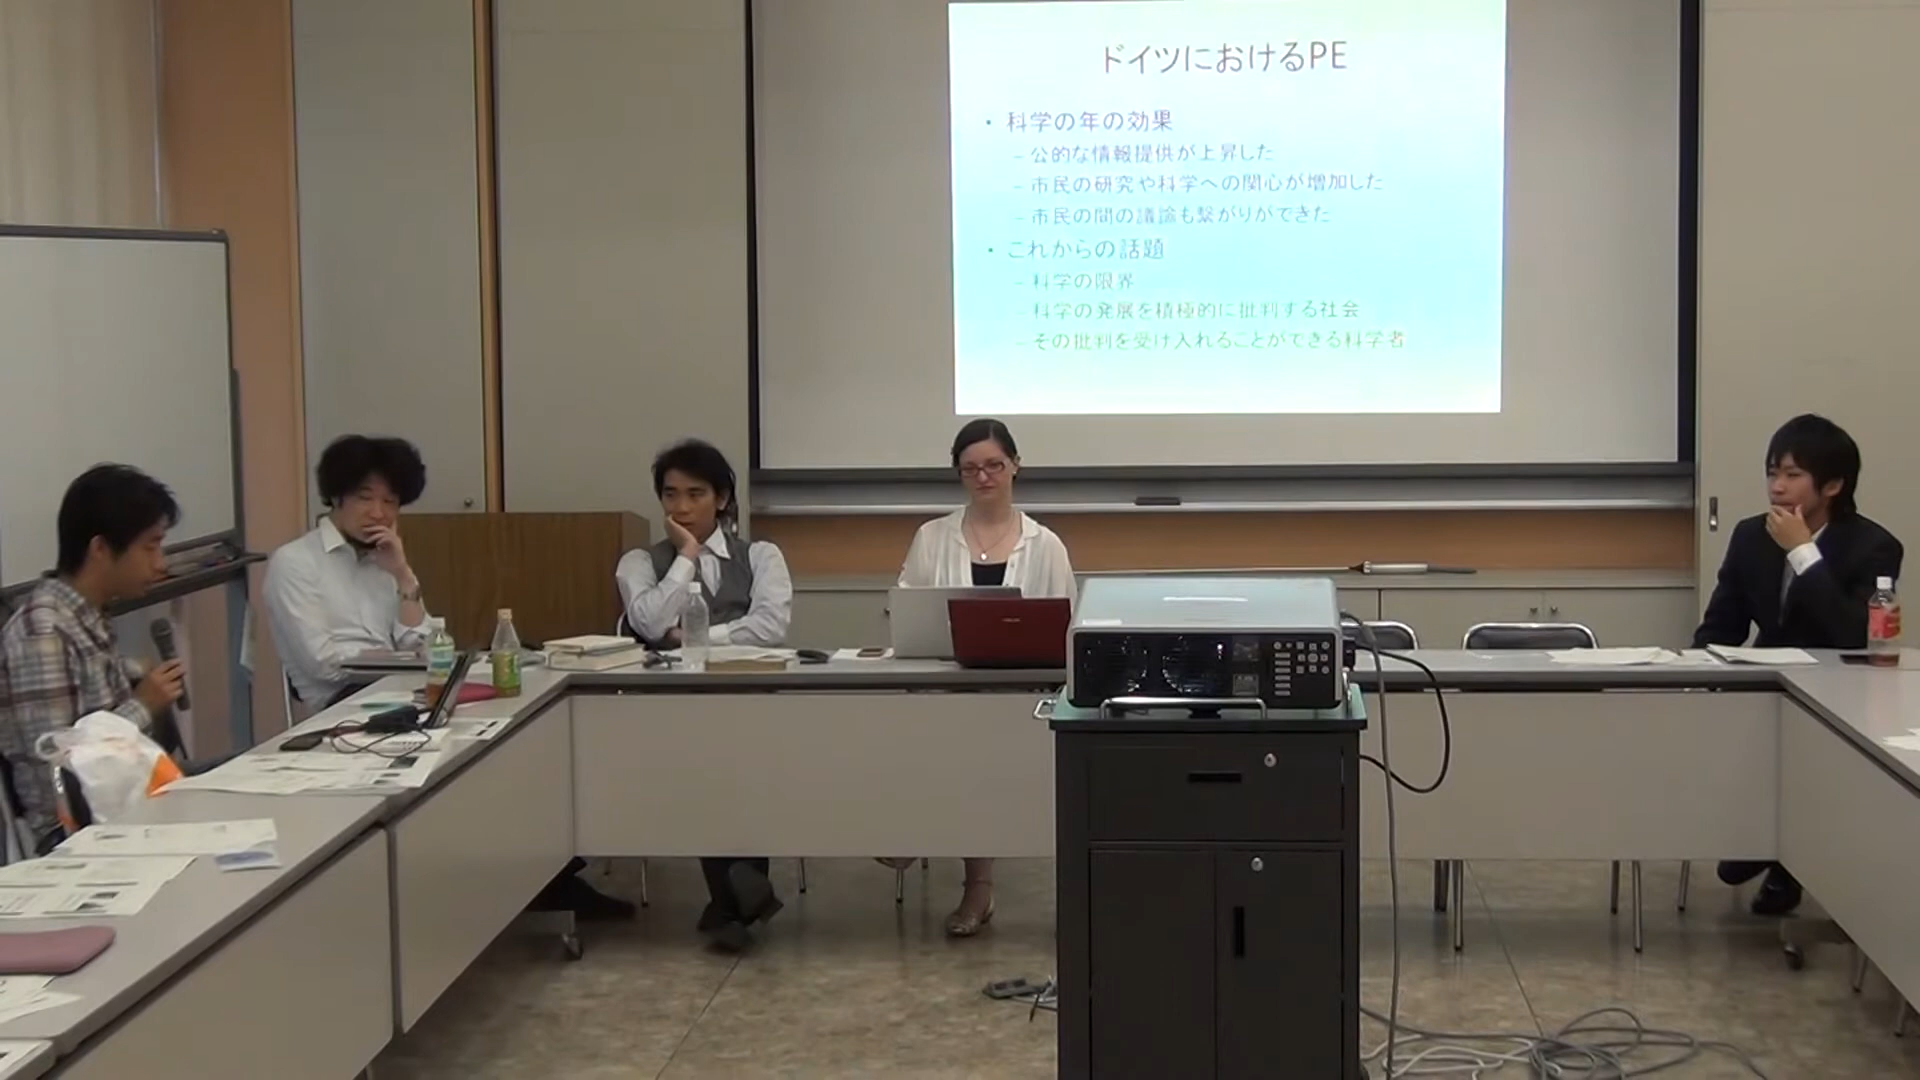 ドイツにおけるPE
・科学の年の効果
–公的な情報提供が上昇した
–市民の研究や科学への関心が増加した
–市民の間の議論も繋がりができた
・これからの話題
–科学の限界
–科学の発展を積極的に批判する社会
–その批判を受け入れることができる科学者